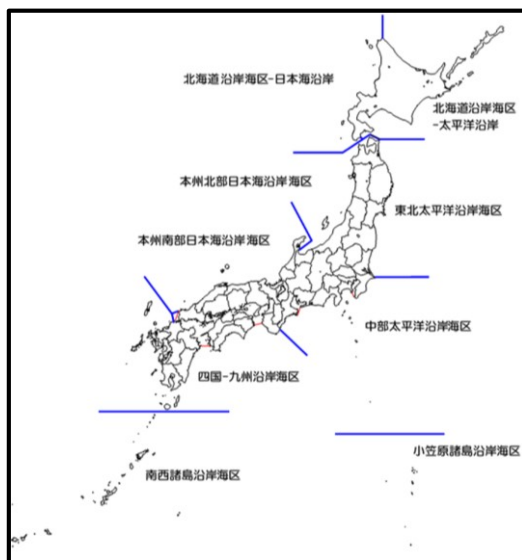 北海道沿岸海区-日本海沿岸
北海道沿岸海区
-太平洋沿岸
本州北部日本海沿岸海区
東北太平洋沿岸海区
本州南部日本海沿岸海区
中部太平洋沿岸海区
四国-九州沿岸海区
小笠原諸島沿岸海区
南西諸島沿岸海区